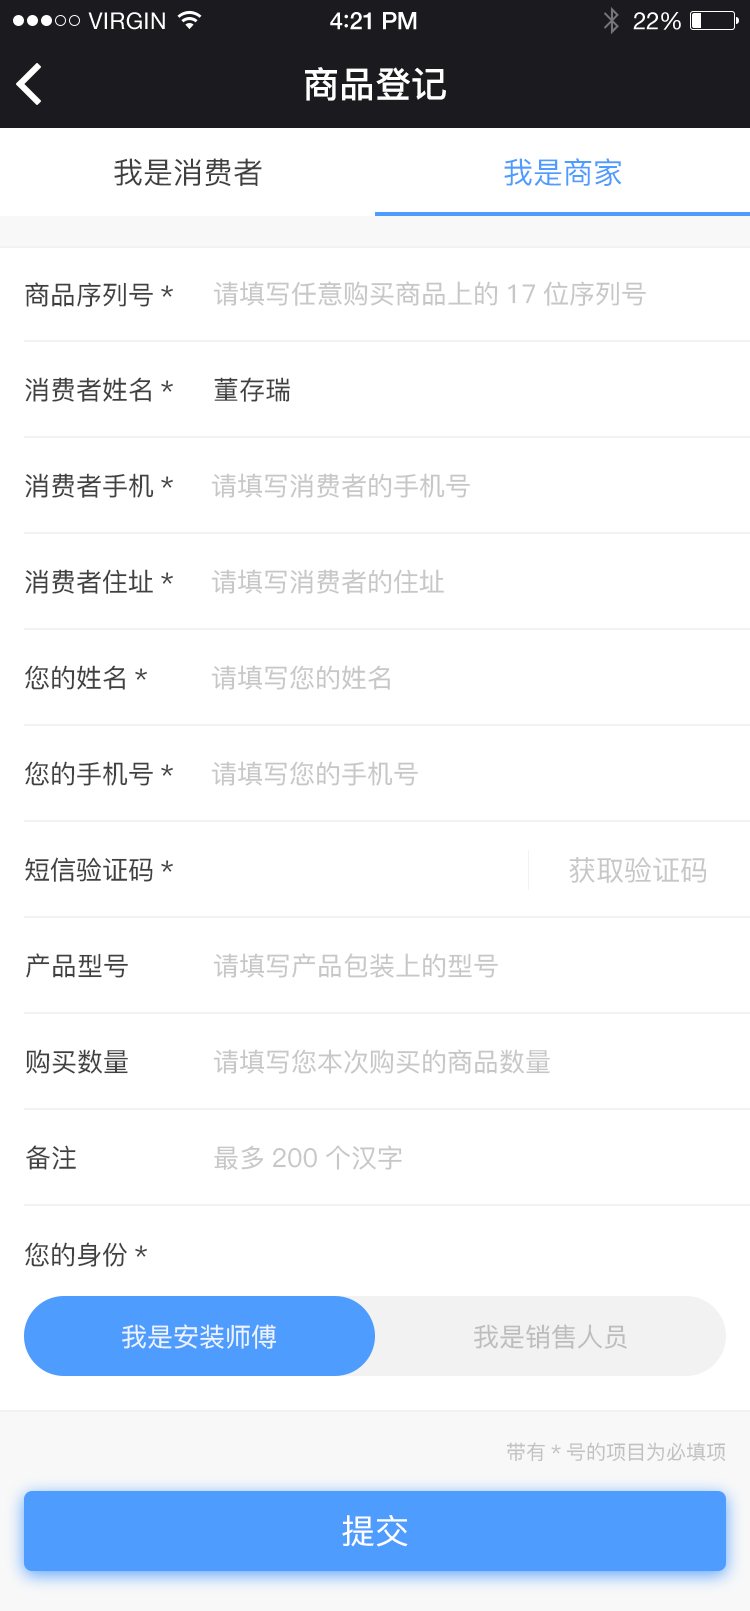 VIRGIN 4:21 PM 22%
商品登记
我是消费者 我是商家
商品序列号 * 请填写任意购买商品上的 17 位序列号
消费者姓名 * 董存瑞
消费者手机 * 请填写消费者的手机号
消费者住址 * 请填写消费者的住址
您的姓名 * 请填写您的姓名
您的手机号 * 请填写您的手机号
短信验证码 * 获取验证码
产品型号 请填写产品包装上的型号
购买数量 请填写您本次购买的商品数量
备注 最多 200 个汉字
您的身份 *
我是安装师傅 我是销售人员
带有 * 号的项目为必填项
提交